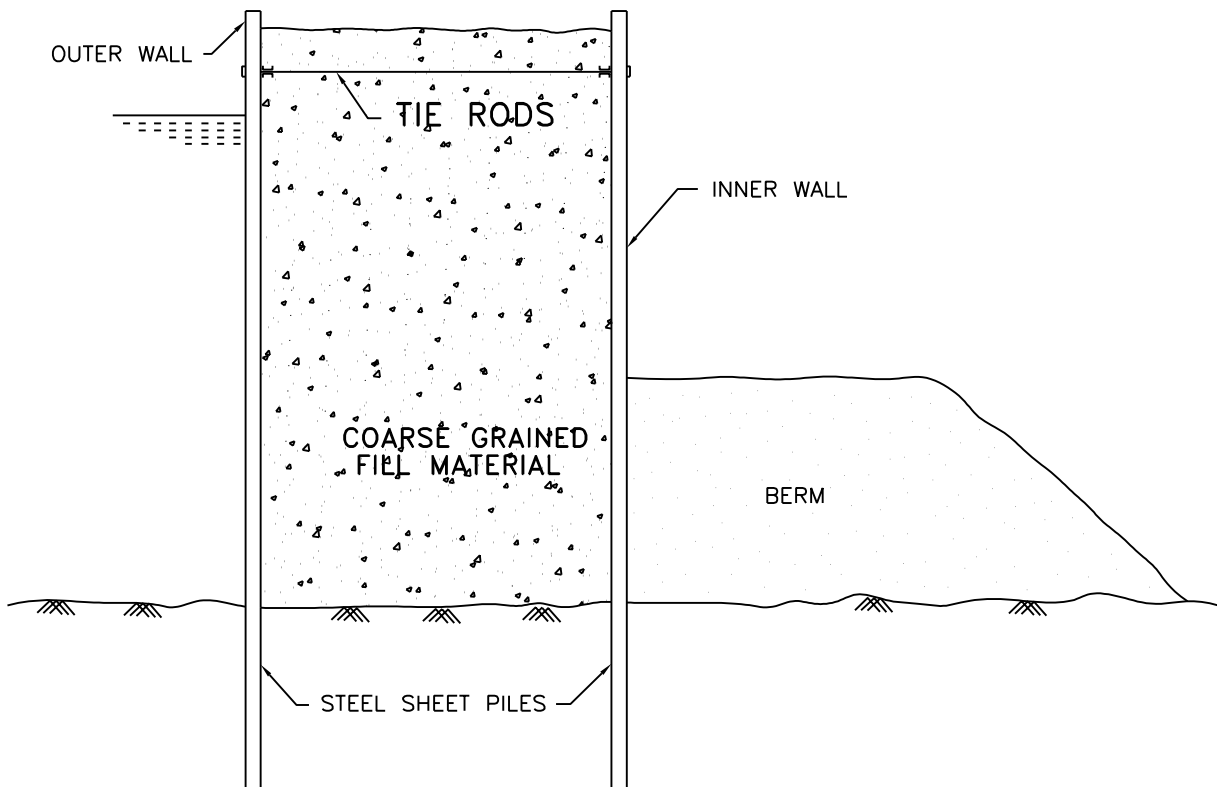 OUTER WALL
TIE RODS
INNER WALL
COARSE GRAINED
FILL MATERIAL
BERM
STEEL SHEET PILES